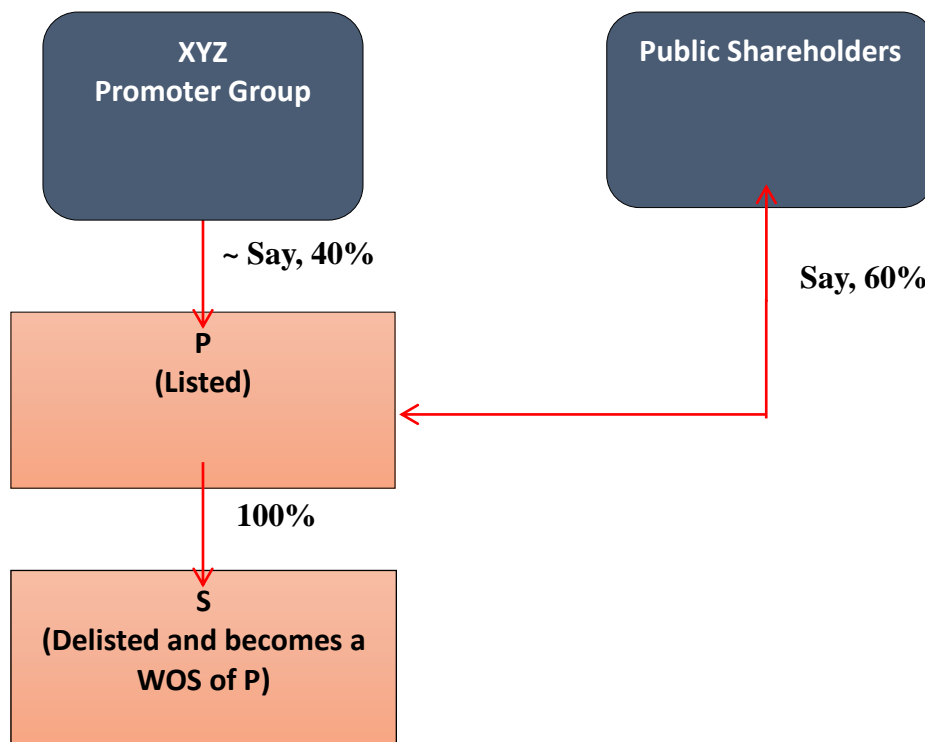 XYZ
Promoter Group
Public Shareholders
~ Say, 40%
Say, 60%
P
(Listed)
100%
S
(Delisted and becomes a
WOS of P)